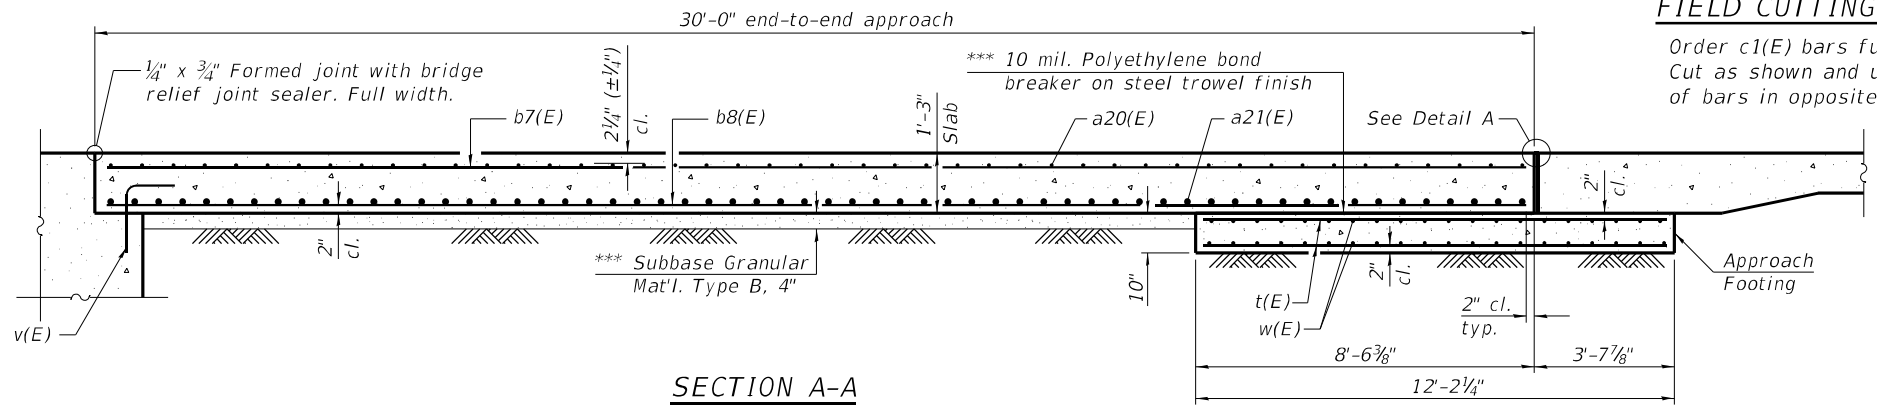 30'-0" end-to-end approach
FIELD CUTTING
Order c1(E) bars fu
Cut as shown and u
of bars in opposite
¼" x ¾" Formed joint with bridge
relief joint sealer. Full width.
b7(E)
2¼" (±¼")
cl.
b8(E)
1'-3"
Slab
*** 10 mil. Polyethylene bond
breaker on steel trowel finish
a20(E)
a21(E)
See Detail A
2"
cl.
2"
cl.
*** Subbase Granular
Mat'l. Type B, 4"
10"
2"
cl.
t(E)
w(E)
2" cl.
typ.
Approach
Footing
v(E)
8'-6⅜"
3'-7⅞"
12'-2¼"
SECTION A-A